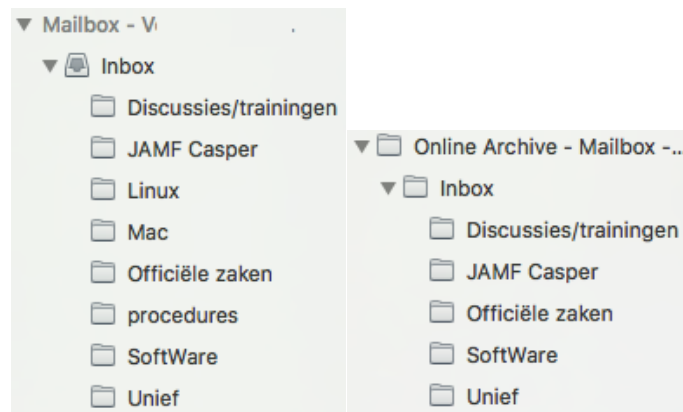 Mailbox -
Inbox
Discussies/trainingen
JAMF Casper
Linux
Mac
Officiële zaken
procedures
SoftWare
Unief
Online Archive - Mailbox -...
Inbox
Discussies/trainingen
JAMF Casper
Officiële zaken
SoftWare
Unief